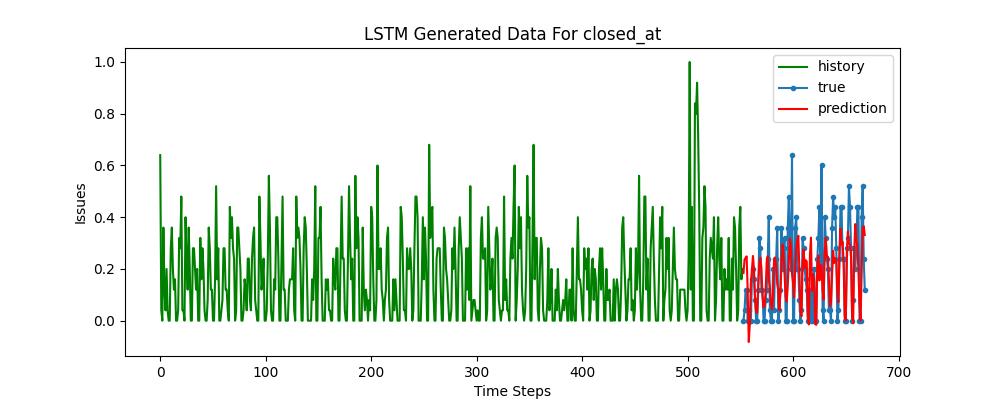 LSTM Generated Data For closed_at
1.0
0.8
0.6
0.4
0.2
0.0
Issues
history
true
prediction
0 100 200 300 400 500 600 700
Time Steps